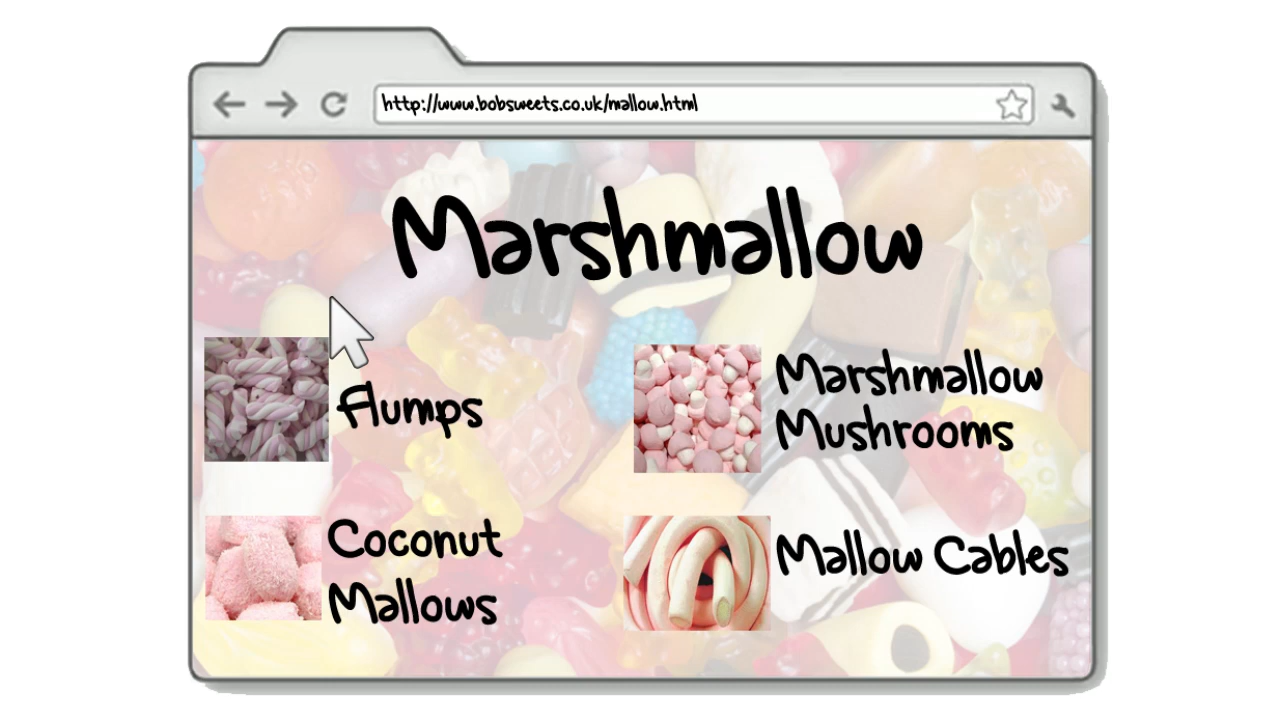 http://www.bobsweets.co.uk/mallow.html
Marshmallow
Flumps
Marshmallow
Mushrooms
Coconut
Mallows
Mallow Cables